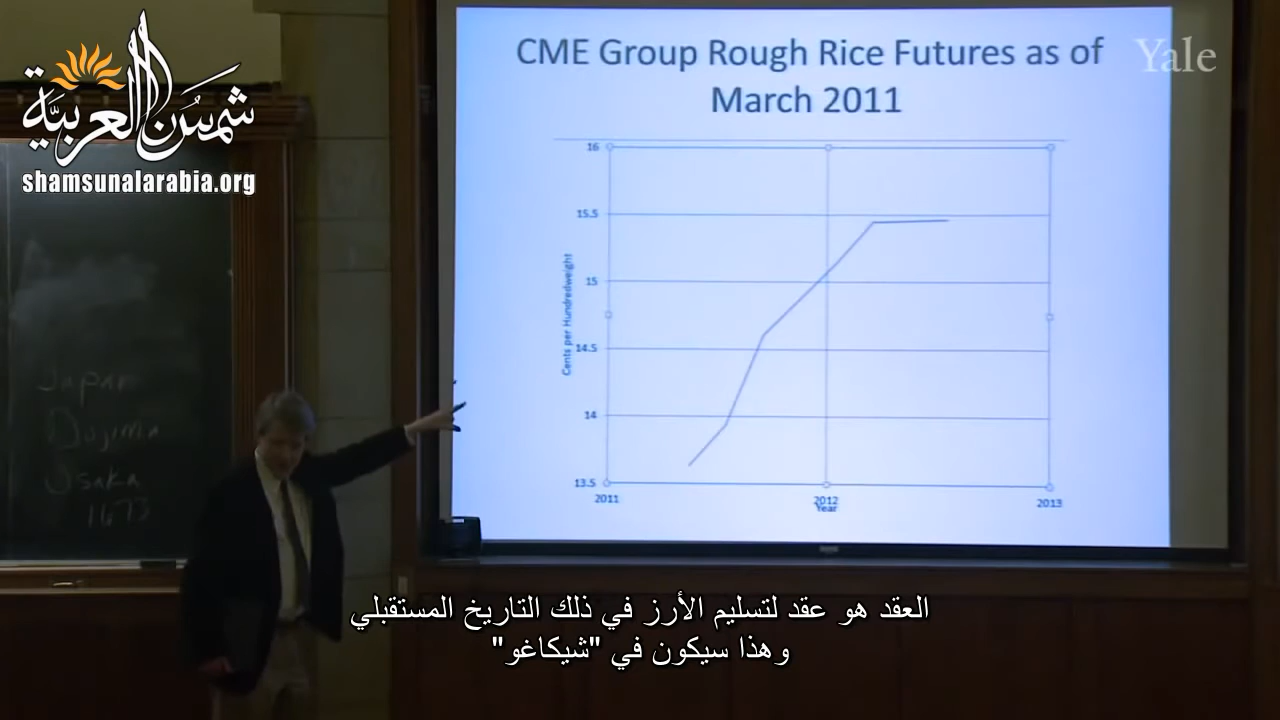 شمس العربية
shamsunalarabia.org
CME Group Rough Rice Futures as of
March 2011
Yale
16
15.5
15
14.5
14
13.5
Cents per Hundredweight
2011
2012
2013
Year
Japan
Dojima
Osaka
1673
العقد هو عقد لتسليم الأرز في ذلك التاريخ المستقبلي
وهذا سيكون في "شيكاغو"